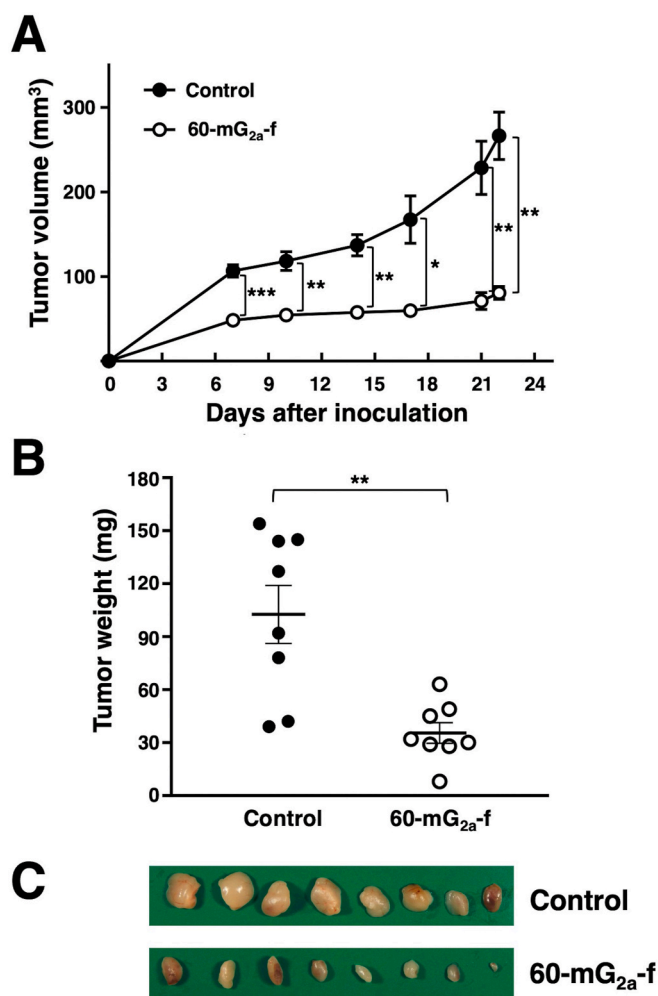 A
Tumor volume (mm³)
300
200
100
Control
60-mG₂ₐ-f
***
**
**
*
**
**
0 3 6 9 12 15 18 21 24
Days after inoculation
B
Tumor weight (mg)
180
150
120
90
60
30
0
**
Control 60-mG₂ₐ-f
C
Control
60-mG₂ₐ-f